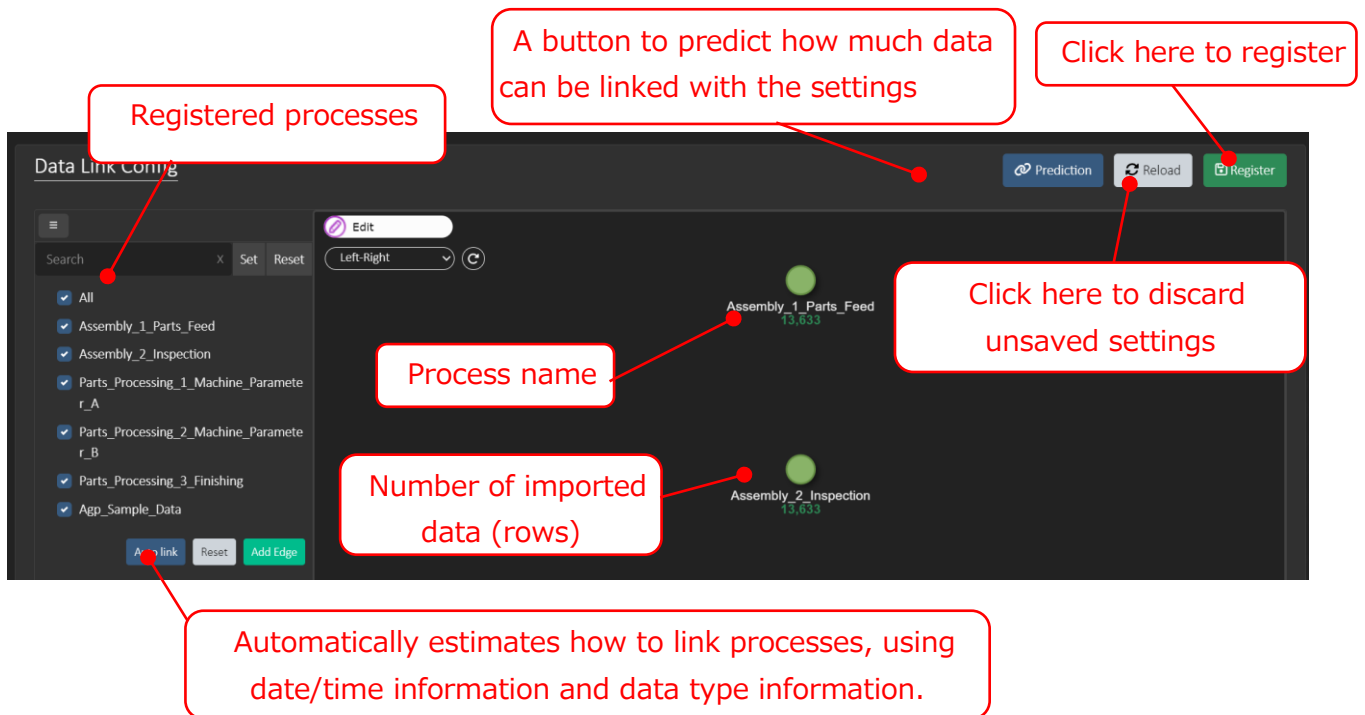 A button to predict how much data
can be linked with the settings
Click here to register
Registered processes
Data Link Config
Prediction
Reload
Register
Edit
Search
X
Set
Reset
Left-Right
All
Assembly_1_Parts_Feed
Assembly_2_Inspection
Parts_Processing_1_Machine_Paramete
r_A
Parts_Processing_2_Machine_Paramete
r_B
Parts_Processing_3_Finishing
Agp_Sample_Data
Auto link
Reset
Add Edge
Assembly_1_Parts_Feed
13,633
Click here to discard
unsaved settings
Process name
Number of imported
data (rows)
Assembly_2_Inspection
13,633
Automatically estimates how to link processes, using
date/time information and data type information.